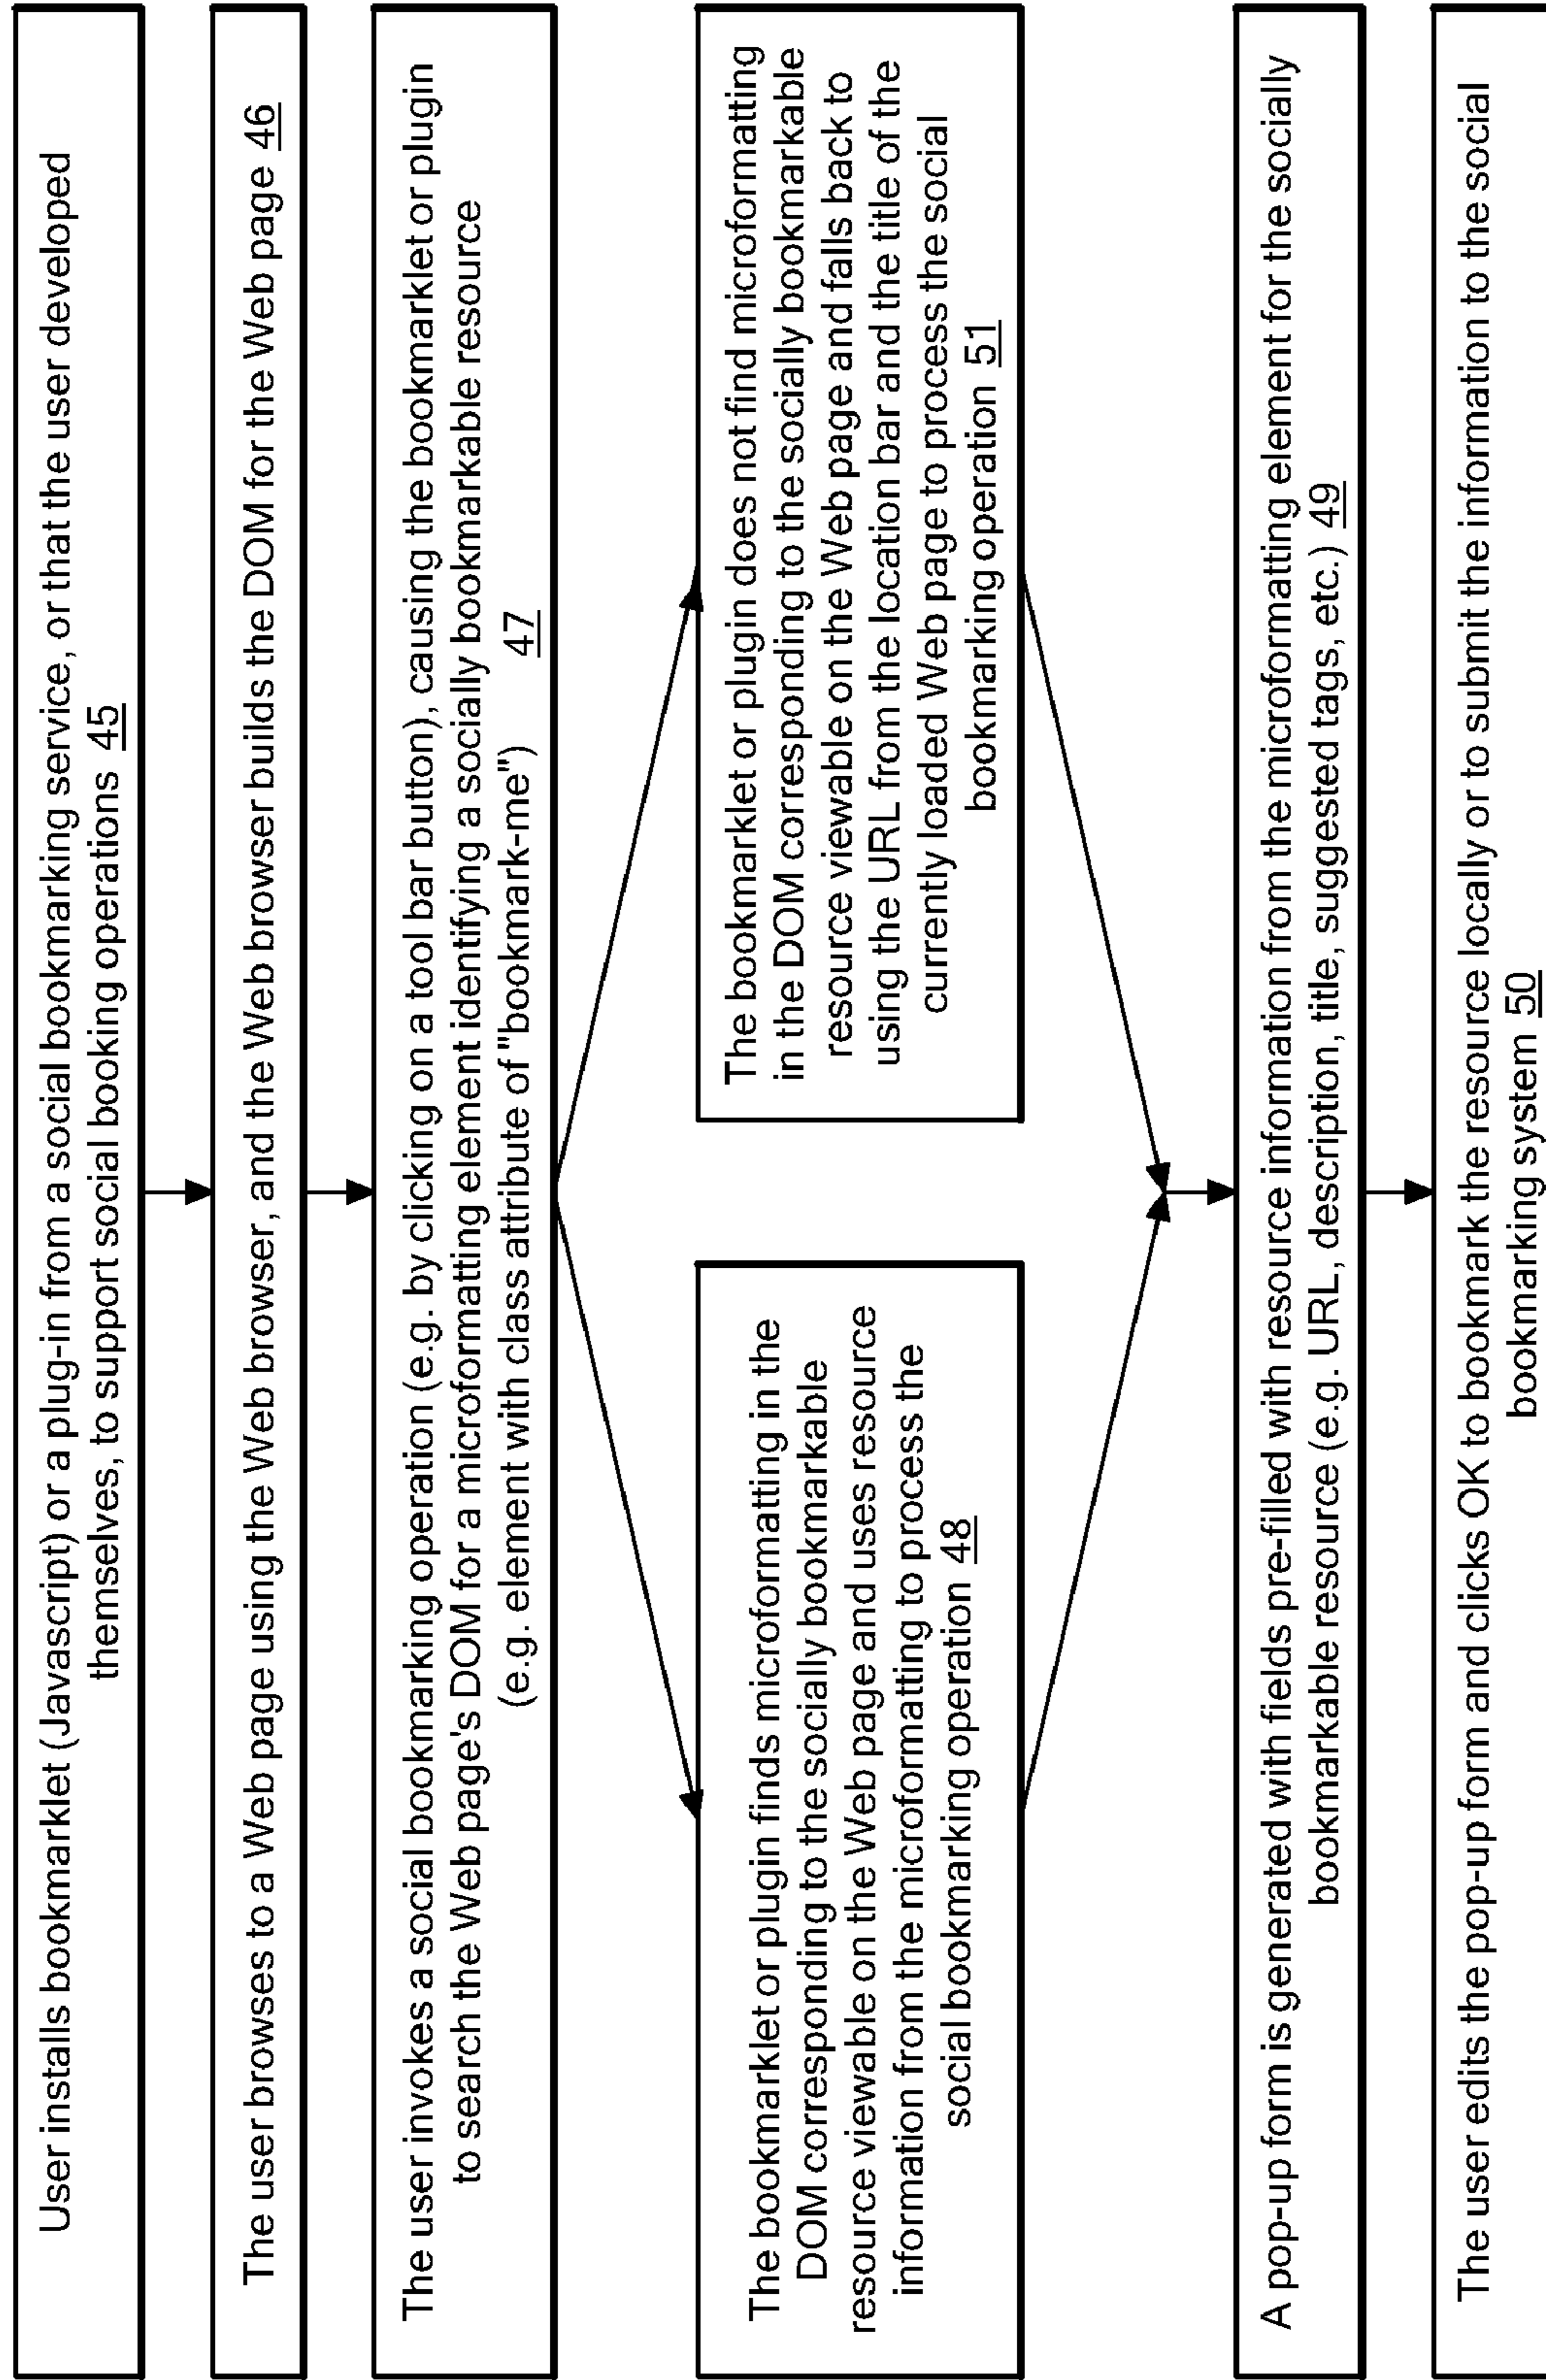 User installs bookmarklet (Javascript) or a plug-in from a social bookmarking service, or that the user developed
themselves, to support social booking operations 45
The user browses to a Web page using the Web browser, and the Web browser builds the DOM for the Web page 46
The user invokes a social bookmarking operation (e.g. by clicking on a tool bar button), causing the bookmarklet or plugin
to search the Web page's DOM for a microformatting element identifying a socially bookmarkable resource
(e.g. element with class attribute of "bookmark-me") 47
The bookmarklet or plugin finds microformatting in the
DOM corresponding to the socially bookmarkable
resource viewable on the Web page and uses resource
information from the microformatting to process the
social bookmarking operation 48
The bookmarklet or plugin does not find microformatting
in the DOM corresponding to the socially bookmarkable
resource viewable on the Web page and falls back to
using the URL from the location bar and the title of the
currently loaded Web page to process the social
bookmarking operation 51
A pop-up form is generated with fields pre-filled with resource information from the microformatting element for the socially
bookmarkable resource (e.g. URL, description, title, suggested tags, etc.) 49
The user edits the pop-up form and clicks OK to bookmark the resource locally or to submit the information to the social
bookmarking system 50